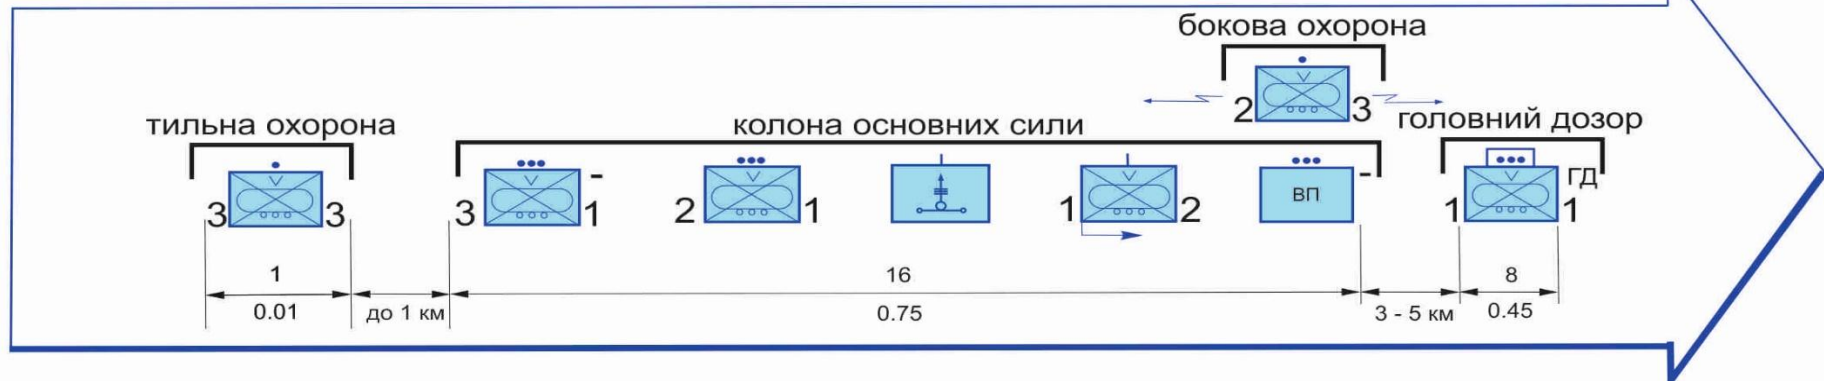 бокова охорона
2 3
тильна охорона
колона основних сили
головний дозор
3 3
3 - 1
2 1
1 2
ВП -
1 ГД 1
1
0.01
до 1 км
16
0.75
3 - 5 км
8
0.45